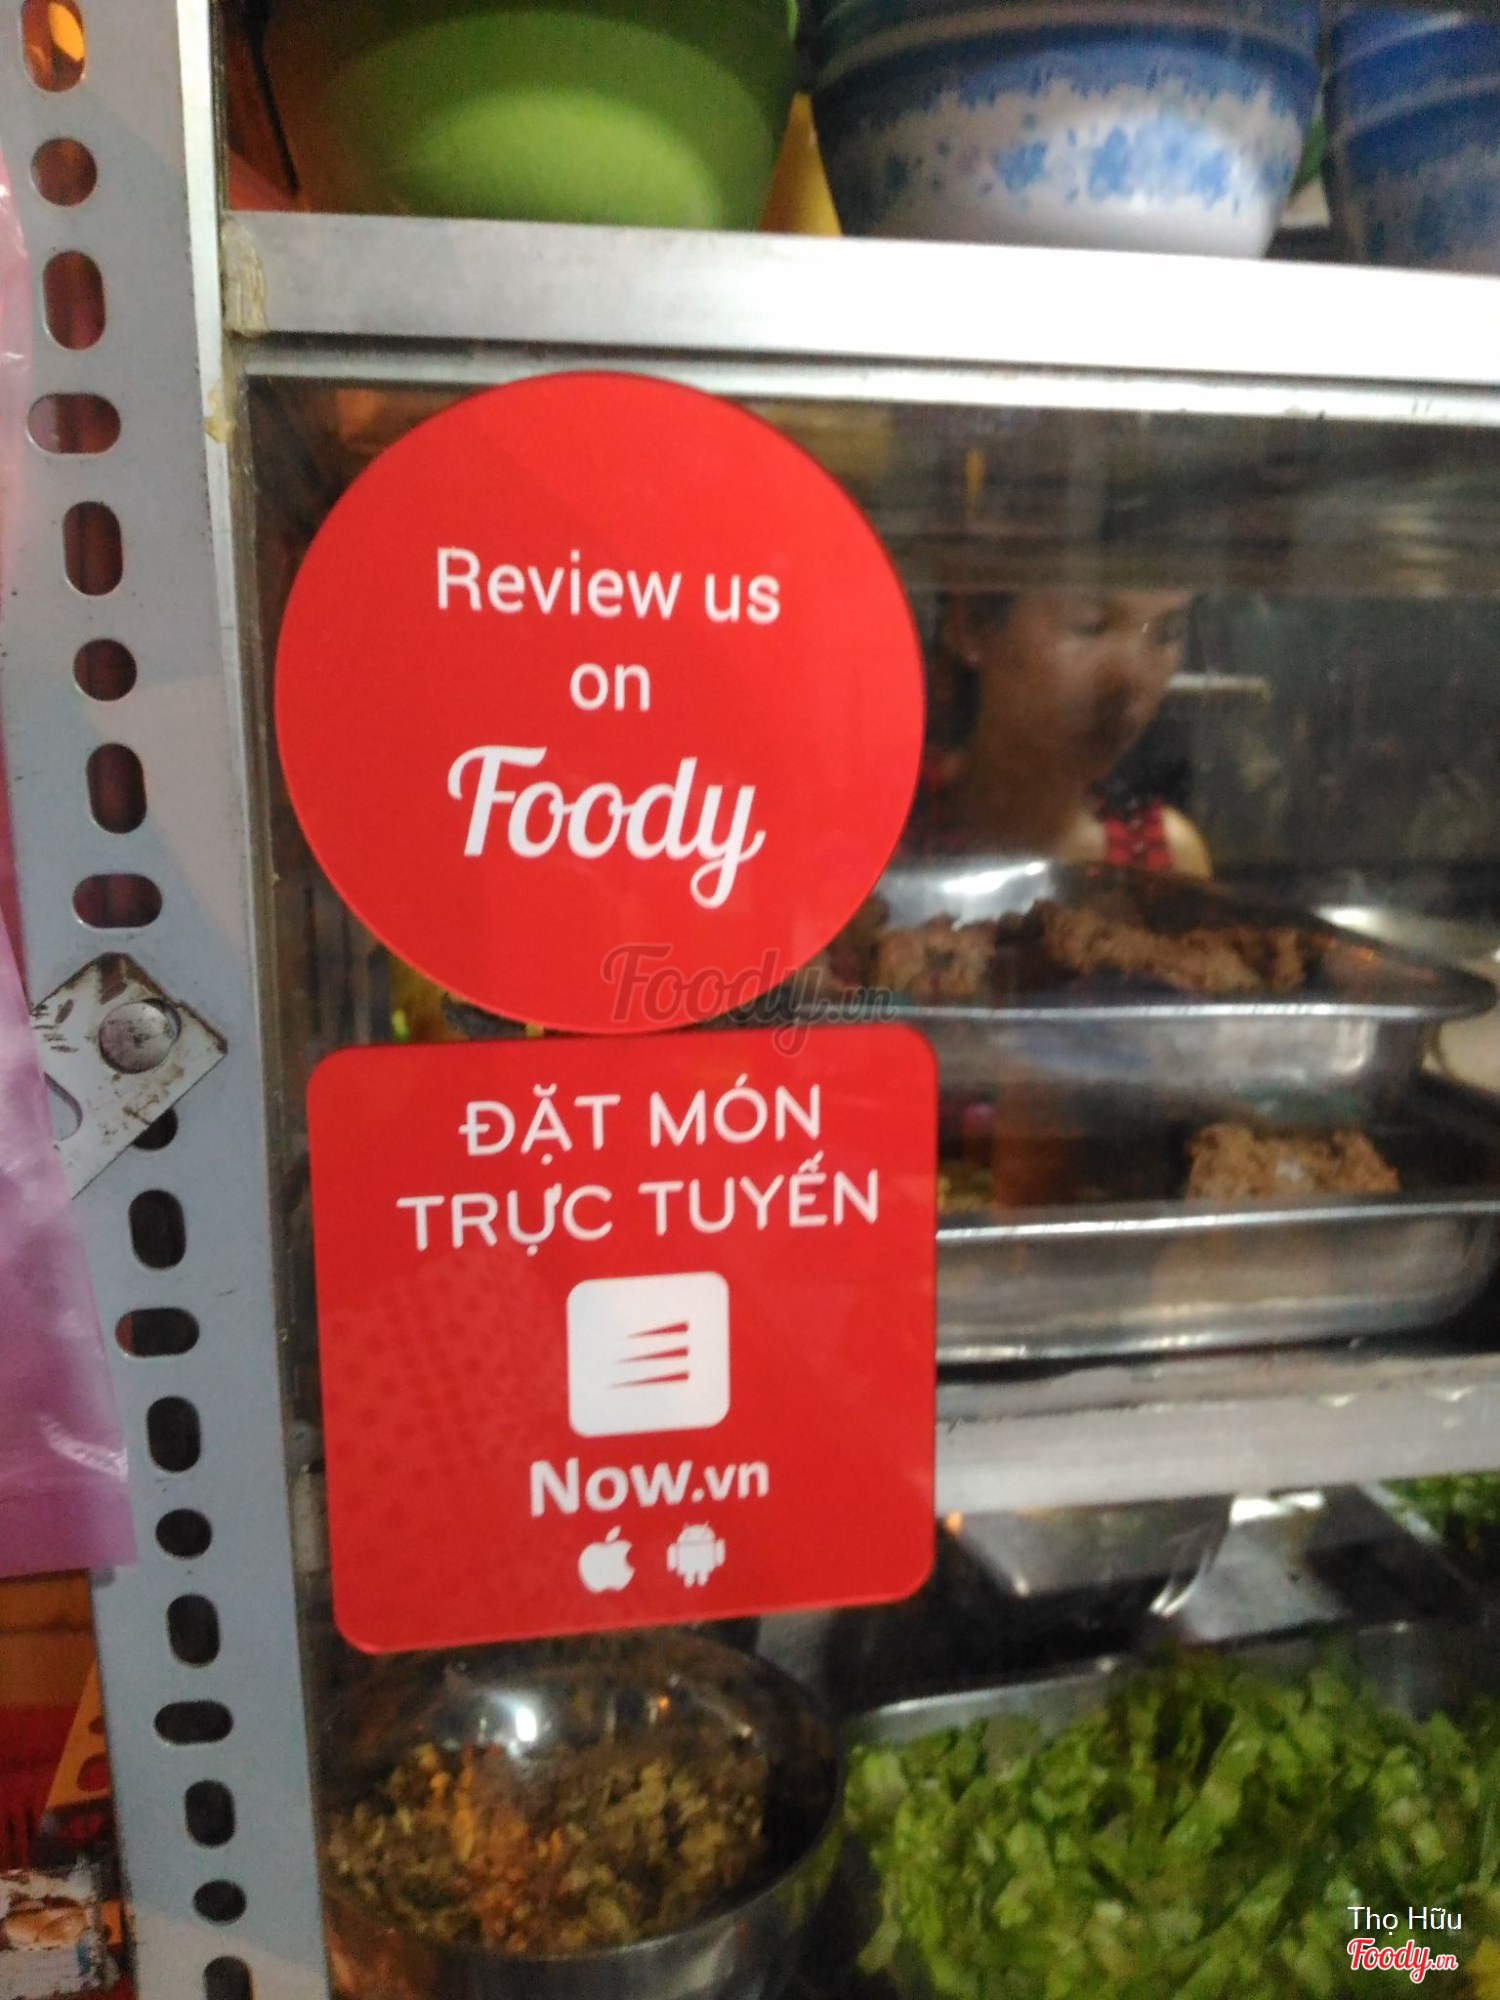 Review us
on
Foody
Foody.vn
ĐẶT MÓN
TRỰC TUYẾN
Now.vn
Thọ Hữu
Foody.vn